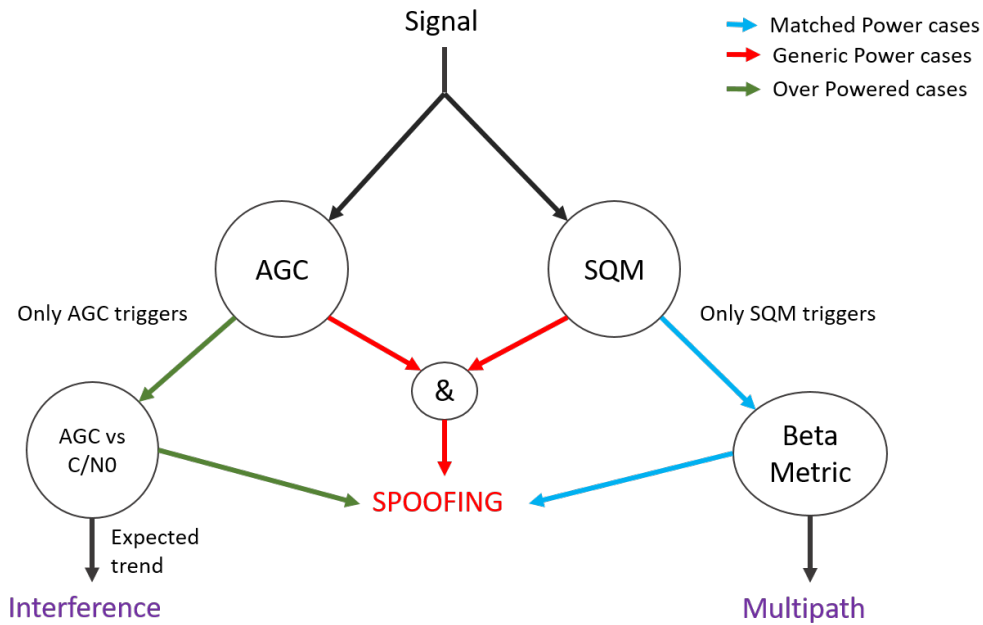 Signal
Matched Power cases
Generic Power cases
Over Powered cases
AGC
SQM
Only AGC triggers
Only SQM triggers
&
AGC vs
C/N0
Beta
Metric
SPOOFING
Expected
trend
Interference
Multipath